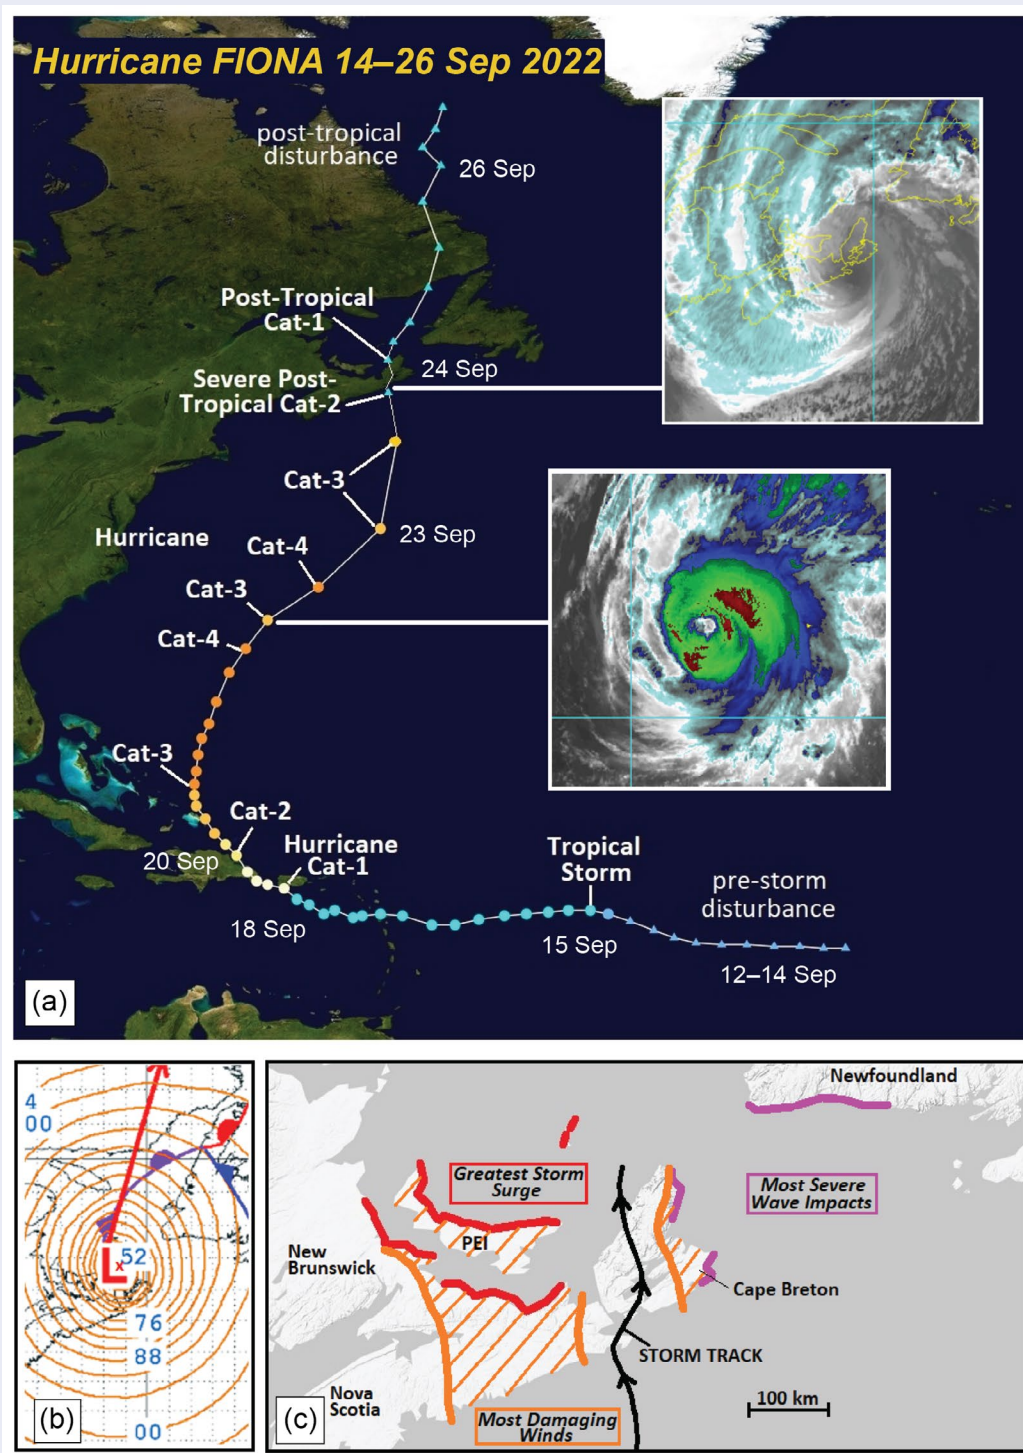 Hurricane FIONA 14–26 Sep 2022
post-tropical
disturbance
26 Sep
Post-Tropical
Cat-1
24 Sep
Severe Post-
Tropical Cat-2
Cat-3
23 Sep
Hurricane
Cat-4
Cat-3
Cat-4
Cat-3
Cat-2
20 Sep
Hurricane
Cat-1
18 Sep
Tropical
Storm
15 Sep
pre-storm
disturbance
12–14 Sep
(a)
4
00
L
x
52
76
88
00
(b)
Newfoundland
Greatest Storm
Surge
Most Severe
Wave Impacts
PEI
New
Brunswick
Cape Breton
STORM TRACK
Nova
Scotia
Most Damaging
Winds
100 km
(c)